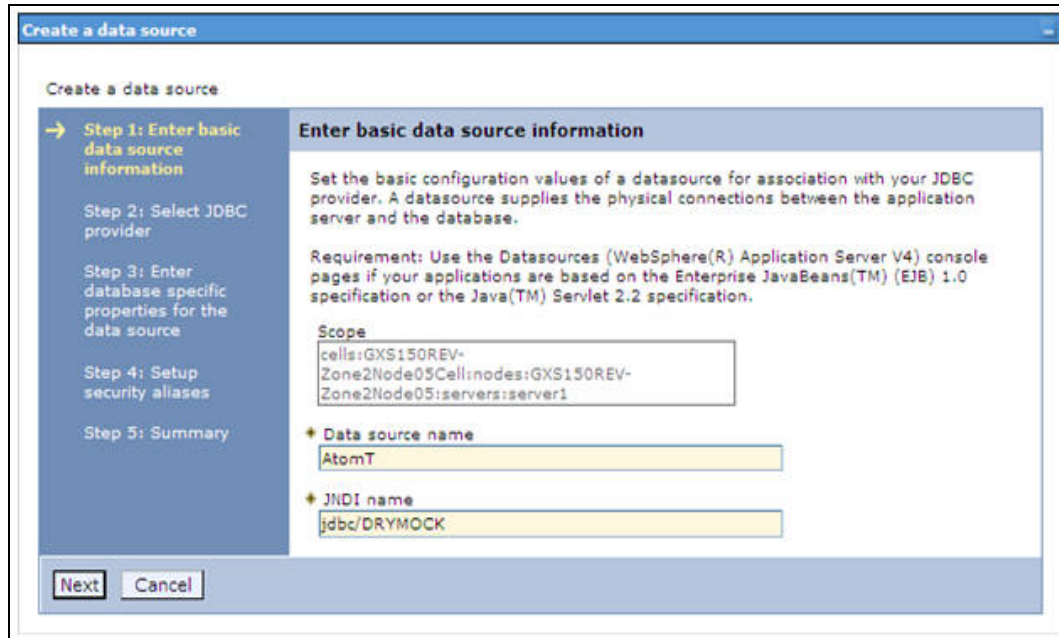 Create a data source
Create a data source
Step 1: Enter basic
data source
information
Step 2: Select JDBC
provider
Step 3: Enter
database specific
properties for the
data source
Step 4: Setup
security aliases
Step 5: Summary
Enter basic data source information
Set the basic configuration values of a datasource for association with your JDBC
provider. A datasource supplies the physical connections between the application
server and the database.
Requirement: Use the Datasources (WebSphere(R) Application Server V4) console
pages if your applications are based on the Enterprise JavaBeans(TM) (EJB) 1.0
specification or the Java(TM) Servlet 2.2 specification.
Scope
cells:GXS150REV-
Zone2Node05Cell:nodes:GXS150REV-
Zone2Node05:servers:server1
Data source name
AtomT
JNDI name
jdbc/DRYMOCK
Next
Cancel